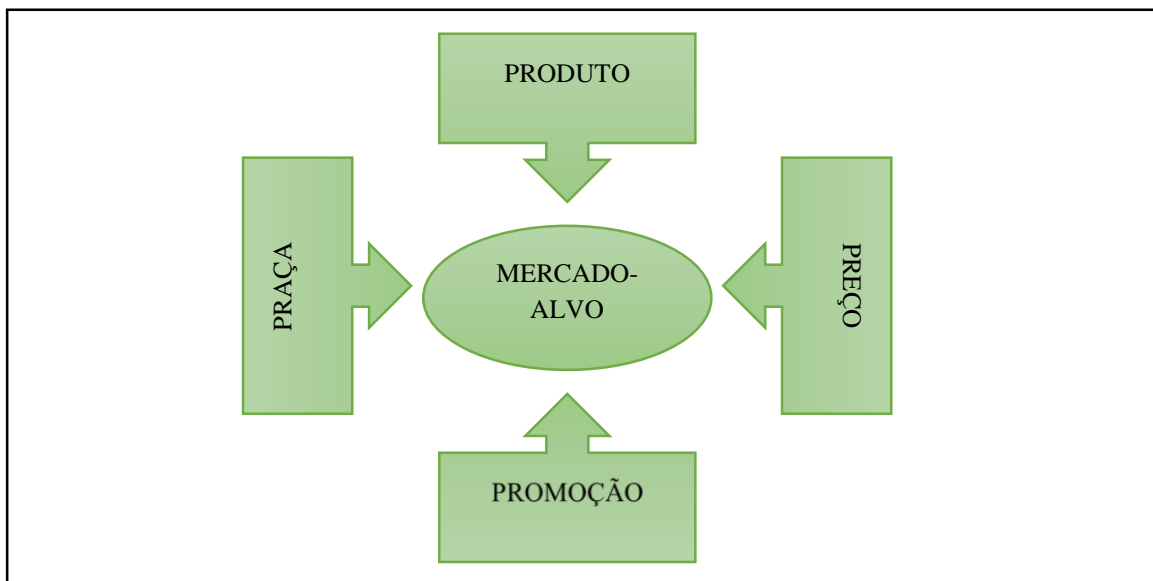 PRODUTO
PRAÇA
MERCADO-
ALVO
PREÇO
PROMOÇÃO